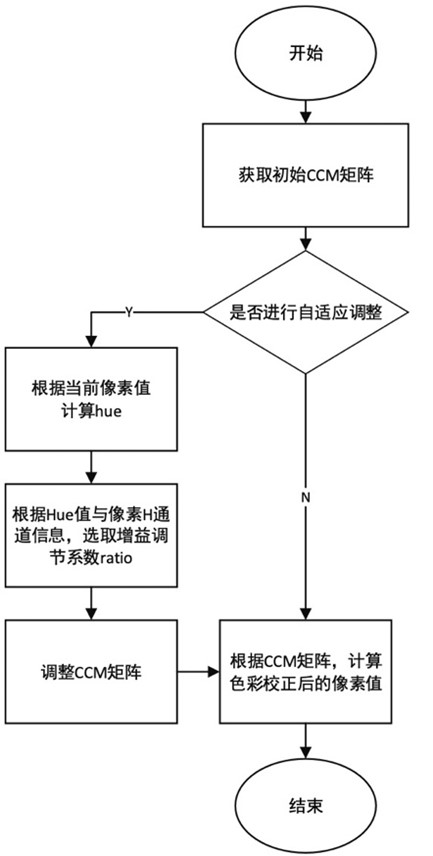 开始
获取初始CCM矩阵
是否进行自适应调整
Y
根据当前像素值
计算hue
N
根据Hue值与像素H通
道信息，选取增益调
节系数ratio
调整CCM矩阵
根据CCM矩阵，计算
色彩校正后的像素值
结束